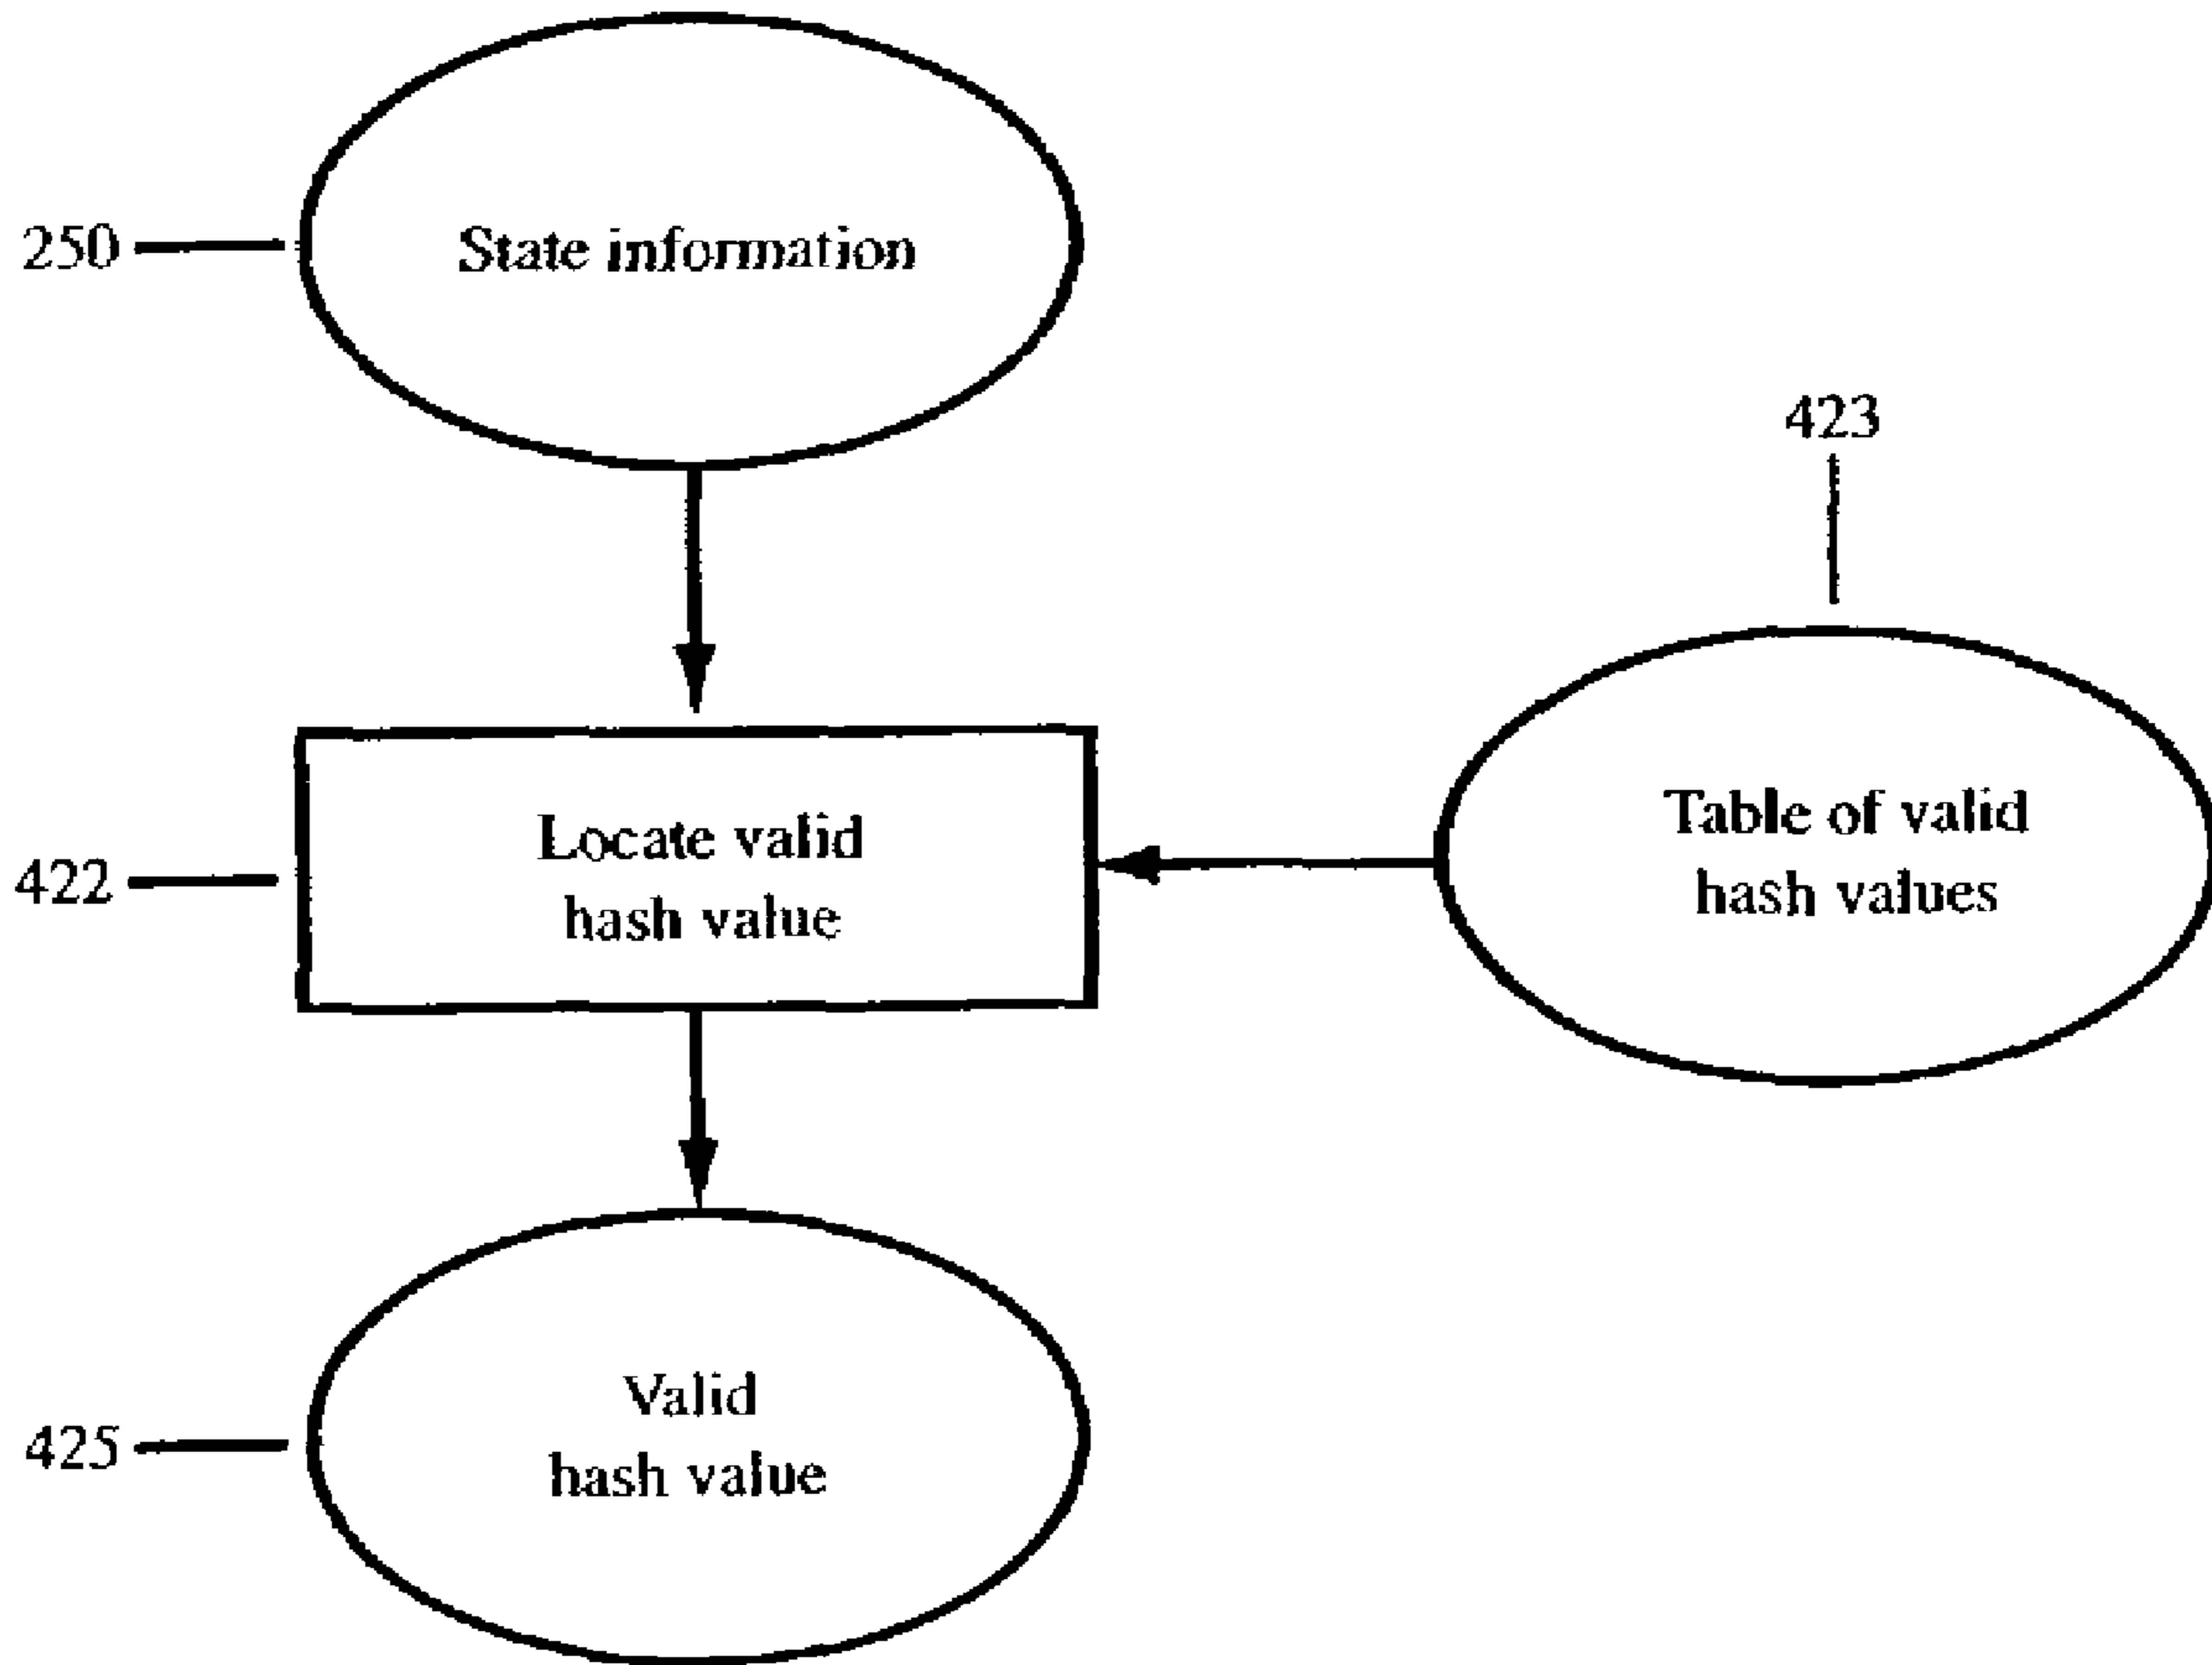 250
State information
423
422
Locate valid
hash value
Table of valid
hash values
425
Valid
hash value